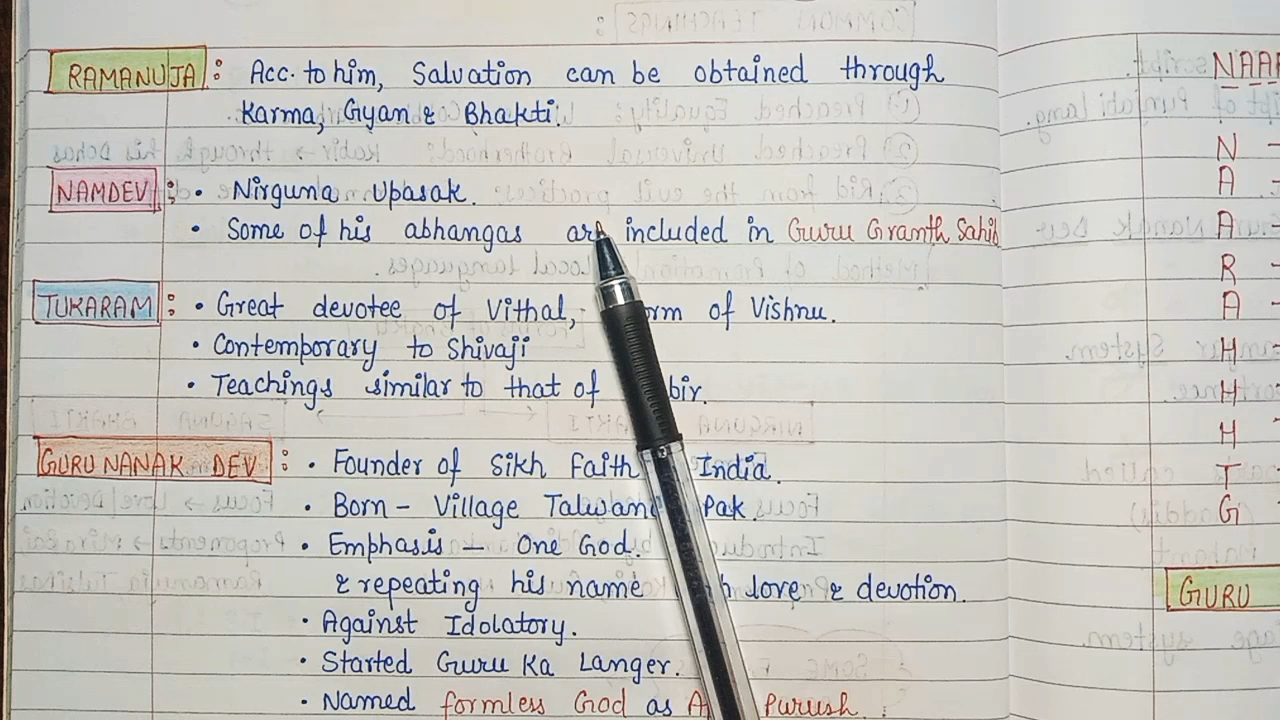 RAMANUJA : Acc. to him, Salvation can be obtained through
Karma, Gyan & Bhakti.
NAMDEV : • Nirguna Upasak.
• Some of his abhangas are included in Guru Granth Sahib
TUKARAM : • Great devotee of Vithal, form of Vishnu.
• Contemporary to Shivaji
• Teachings similar to that of
GURU NANAK DEV : • Founder of Sikh Faith India.
• Born - Village Talwandi Pak.
• Emphasis - One God.
& repeating his name love & devotion.
• Against Idolatory.
• Started Guru Ka Langer.
• Named formless God as Purush.
NAA
N -
A -
A -
R -
A -
H -
H -
H -
T -
G -
GURU